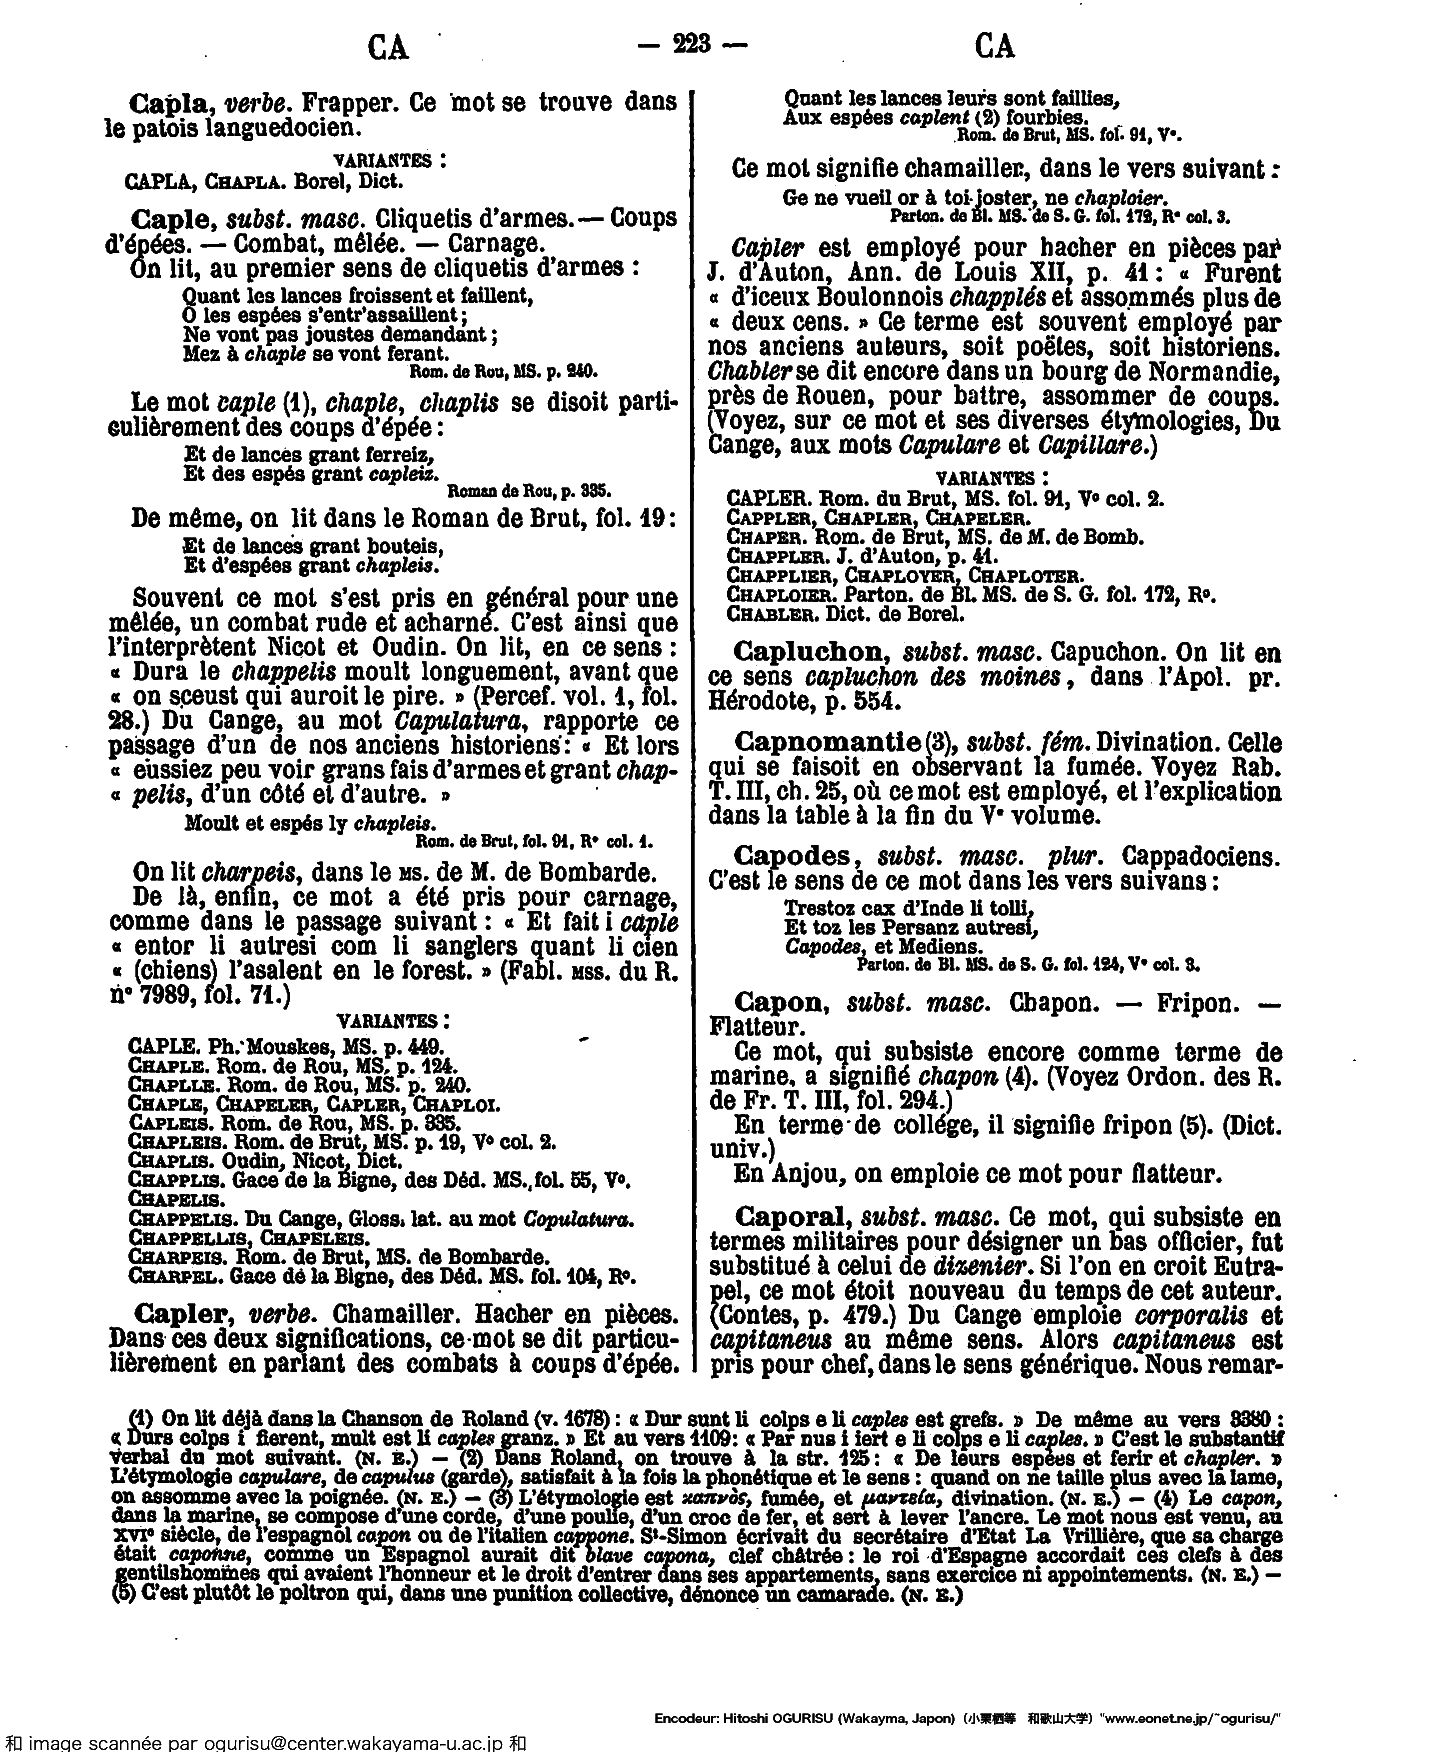 CA
— 223 —
CA
Capla, verbe. Frapper. Ce mot se trouve dans
le patois languedocien.
VARIANTES :
CAPLA, CHAPLA. Borel, Dict.
Caple, subst. masc. Cliquetis d'armes. — Coups
d'épées. — Combat, mêlée. — Carnage.
On lit, au premier sens de cliquetis d'armes :
Quant les lances froissent et faillent,
O les espées s'entr'assaillent ;
Ne vont pas joustes demandant ;
Mez à chaple se vont ferant.
Rom. de Rou, MS. p. 240.
Le mot caple (1), chaple, chaplis se disoit parti-
culièrement des coups d'épée :
Et de lances grant ferreiz,
Et des espés grant capleiz.
Roman de Rou, p. 335.
De même, on lit dans le Roman de Brut, fol. 19 :
Et de lances grant bouteis,
Et d'espées grant chapleis.
Souvent ce mot s'est pris en général pour une
mêlée, un combat rude et acharné. C'est ainsi que
l'interprètent Nicot et Oudin. On lit, en ce sens :
« Dura le chappelis moult longuement, avant que
« on sceust qui auroit le pire. » (Percef. vol. 1, fol.
28.) Du Cange, au mot Capulatura, rapporte ce
passage d'un de nos anciens historiens : « Et lors
« eussiez peu voir grans fais d'armes et grant chap-
« pelis, d'un côté et d'autre. »
Moult et espés ly chapleis.
Rom. de Brut, fol. 91, R° col. 1.
On lit charpeis, dans le MS. de M. de Bombarde.
De là, enfin, ce mot a été pris pour carnage,
comme dans le passage suivant : « Et fait i caple
« entor li autresi com li sanglers quant li cien
« (chiens) l'asalent en le forest. » (Fabl. MSS. du R.
n° 7989, fol. 71.)
VARIANTES :
CAPLE. Ph. Mouskes, MS. p. 449.
CHAPLE. Rom. de Rou, MS. p. 124.
CHAPLLE. Rom. de Rou, MS. p. 240.
CHAPLE, CHAPELER, CAPLER, CHAPLOI.
CAPLEIS. Rom. de Rou, MS. p. 335.
CHAPLEIS. Rom. de Brut, MS. p. 19, V° col. 2.
CHAPLIS. Oudin, Nicot, Dict.
CHAPPLIS. Gace de la Bigne, des Déd. MS. fol. 55, V°.
CHAPELIS.
CHAPPELIS. Du Cange, Gloss. lat. au mot Copulatura.
CHAPPELLIS, CHAPELEIS.
CHARPEIS. Rom. de Brut, MS. de Bombarde.
CHARPEL. Gace de la Bigne, des Déd. MS. fol. 104, R°.
Capler, verbe. Chamailler. Hacher en pièces.
Dans ces deux significations, ce mot se dit particu-
lièrement en parlant des combats à coups d'épée.
Quant les lances leurs sont faillies,
Aux espées caplent (2) fourbies.
Rom. de Brut, MS. fol. 91, V°.
Ce mot signifie chamailler, dans le vers suivant :
Ge ne vueil or à toi joster, ne chaploier.
Parton. de Bl. MS. de S. G. fol. 172, R° col. 3.
Capler est employé pour hacher en pièces par
J. d'Auton, Ann. de Louis XII, p. 41 : « Furent
« d'iceux Boulonnois chapplés et assommés plus de
« deux cens. » Ce terme est souvent employé par
nos anciens auteurs, soit poëtes, soit historiens.
Chabler se dit encore dans un bourg de Normandie,
près de Rouen, pour battre, assommer de coups.
(Voyez, sur ce mot et ses diverses étymologies, Du
Cange, aux mots Capulare et Capillare.)
VARIANTES :
CAPLER. Rom. du Brut, MS. fol. 91, V° col. 2.
CAPPLER, CHAPLER, CHAPELER.
CHAPER. Rom. de Brut, MS. de M. de Bomb.
CHAPPLER. J. d'Auton, p. 41.
CHAPPLIER, CHAPLOYER, CHAPLOTER.
CHAPLOIER. Parton. de Bl. MS. de S. G. fol. 172, R°.
CHABLER. Dict. de Borel.
Capluchon, subst. masc. Capuchon. On lit en
ce sens capluchon des moines, dans l'Apol. pr.
Hérodote, p. 554.
Capnomantie (3), subst. fém. Divination. Celle
qui se faisoit en observant la fumée. Voyez Rab.
T. III, ch. 25, où ce mot est employé, et l'explication
dans la table à la fin du V° volume.
Capodes, subst. masc. plur. Cappadociens.
C'est le sens de ce mot dans les vers suivans :
Trestoz cax d'Inde li tolli,
Et toz les Persanz autresi,
Capodes, et Mediens.
Parton. de Bl. MS. de S. G. fol. 124, V° col. 3.
Capon, subst. masc. Chapon. — Fripon. —
Flatteur.
Ce mot, qui subsiste encore comme terme de
marine, a signifié chapon (4). (Voyez Ordon. des R.
de Fr. T. III, fol. 294.)
En terme de collége, il signifie fripon (5). (Dict.
univ.)
En Anjou, on emploie ce mot pour flatteur.
Caporal, subst. masc. Ce mot, qui subsiste en
termes militaires pour désigner un bas officier, fut
substitué à celui de dizenier. Si l'on en croit Eutra-
pel, ce mot étoit nouveau du temps de cet auteur.
(Contes, p. 479.) Du Cange emploie corporalis et
capitaneus au même sens. Alors capitaneus est
pris pour chef, dans le sens générique. Nous remar-
(1) On lit déjà dans la Chanson de Roland (v. 1678) : « Dur sunt li colps e li caples est grefs. » De même au vers 3380 :
« Durs colps i fierent, mult est li caples granz. » Et au vers 1109 : « Par nus i iert e li colps e li caples. » C'est le substantif
verbal du mot suivant. (N. E.) — (2) Dans Roland, on trouve à la str. 125 : « De leurs espées et ferir et chapler. »
L'étymologie capulare, de capulus (garde), satisfait à la fois la phonétique et le sens : quand on ne taille plus avec la lame,
on assomme avec la poignée. (N. E.) — (3) L'étymologie est καπνὸς, fumée, et μαντεία, divination. (N. E.) — (4) Le capon,
dans la marine, se compose d'une corde, d'une poulie, d'un croc de fer, et sert à lever l'ancre. Le mot nous est venu, au
XVIe siècle, de l'espagnol capon ou de l'italien cappone. St-Simon écrivait du secrétaire d'Etat La Vrillière, que sa charge
était caponne, comme un Espagnol aurait dit blave capona, clef châtrée : le roi d'Espagne accordait ces clefs à des
gentilshommes qui avaient l'honneur et le droit d'entrer dans ses appartements, sans exercice ni appointements. (N. E.) —
(5) C'est plutôt le poltron qui, dans une punition collective, dénonce un camarade. (N. E.)
Encodeur: Hitoshi OGURISU (Wakayma, Japon) (小栗栖等 和歌山大学) "www.eonet.ne.jp/~ogurisu/"
和 image scannée par ogurisu@center.wakayama-u.ac.jp 和